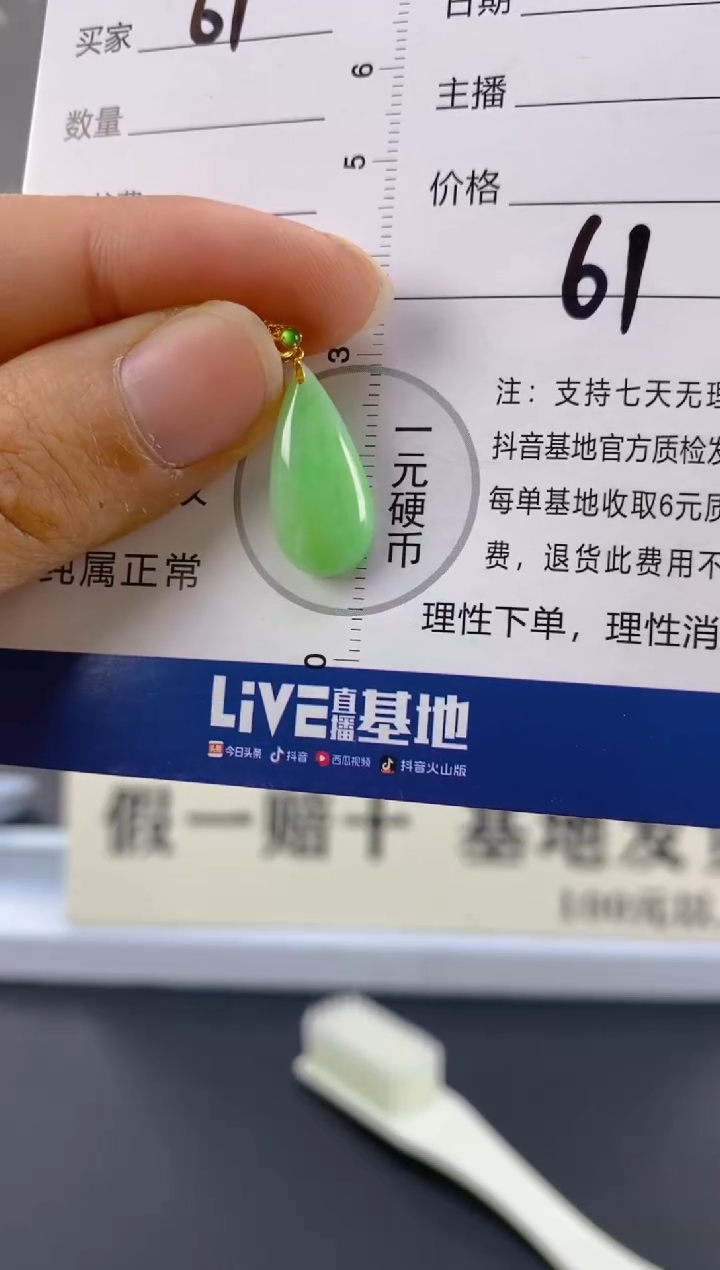 买家 61
数量
日期
主播
价格
61
6
5
3
0
一元硬币
纯属正常
注：支持七天无理
抖音基地官方质检发
每单基地收取6元质
费，退货此费用不
理性下单，理性消
LiVE直播基地
今日头条 抖音 西瓜视频 抖音火山版
假一赔十 基地发